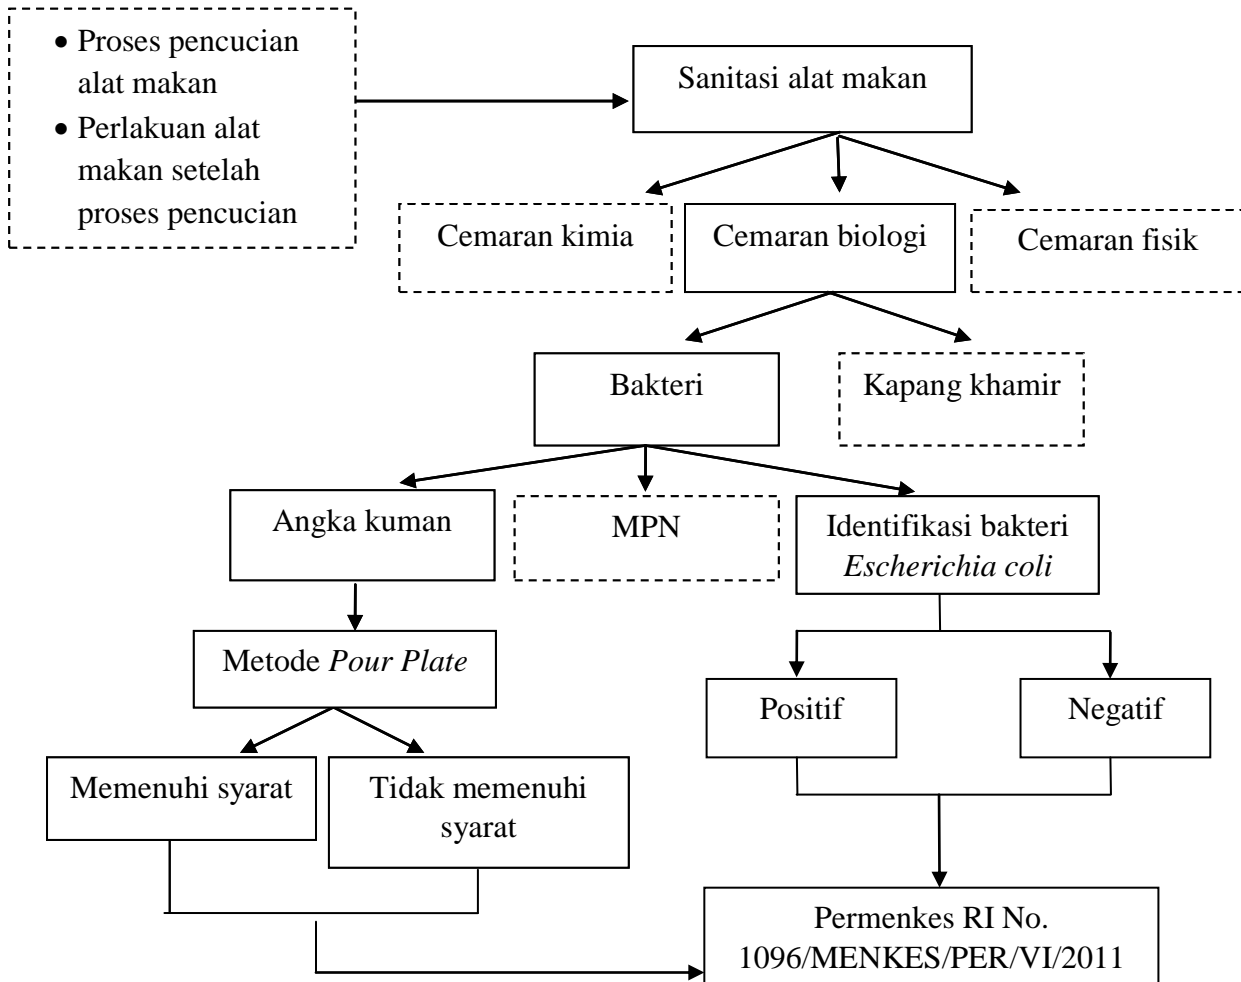 • Proses pencucian
alat makan
• Perlakuan alat
makan setelah
proses pencucian
Sanitasi alat makan
Cemaran kimia
Cemaran biologi
Cemaran fisik
Bakteri
Kapang khamir
Angka kuman
MPN
Identifikasi bakteri
Escherichia coli
Metode Pour Plate
Positif
Negatif
Memenuhi syarat
Tidak memenuhi
syarat
Permenkes RI No.
1096/MENKES/PER/VI/2011